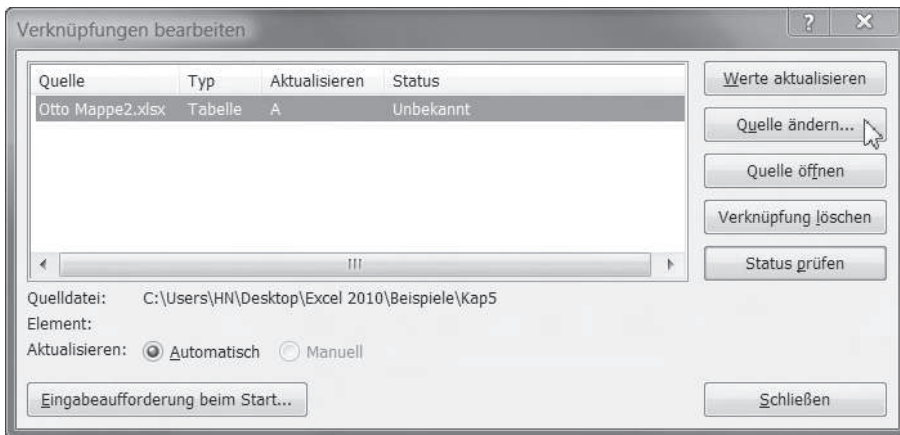 Verknüpfungen bearbeiten
Quelle Typ Aktualisieren Status
Otto Mappe2.xlsx Tabelle A Unbekannt
Werte aktualisieren
Quelle ändern...
Quelle öffnen
Verknüpfung löschen
Status prüfen
Quelldatei: C:\Users\HN\Desktop\Excel 2010\Beispiele\Kap5
Element:
Aktualisieren: Automatisch Manuell
Eingabeaufforderung beim Start... Schließen